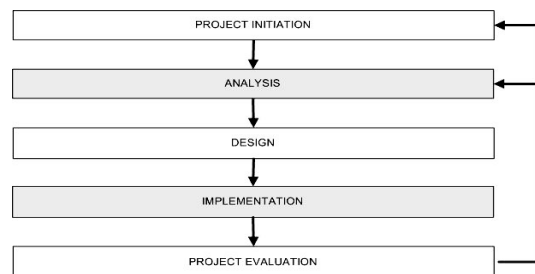 PROJECT INITIATION
ANALYSIS
DESIGN
IMPLEMENTATION
PROJECT EVALUATION